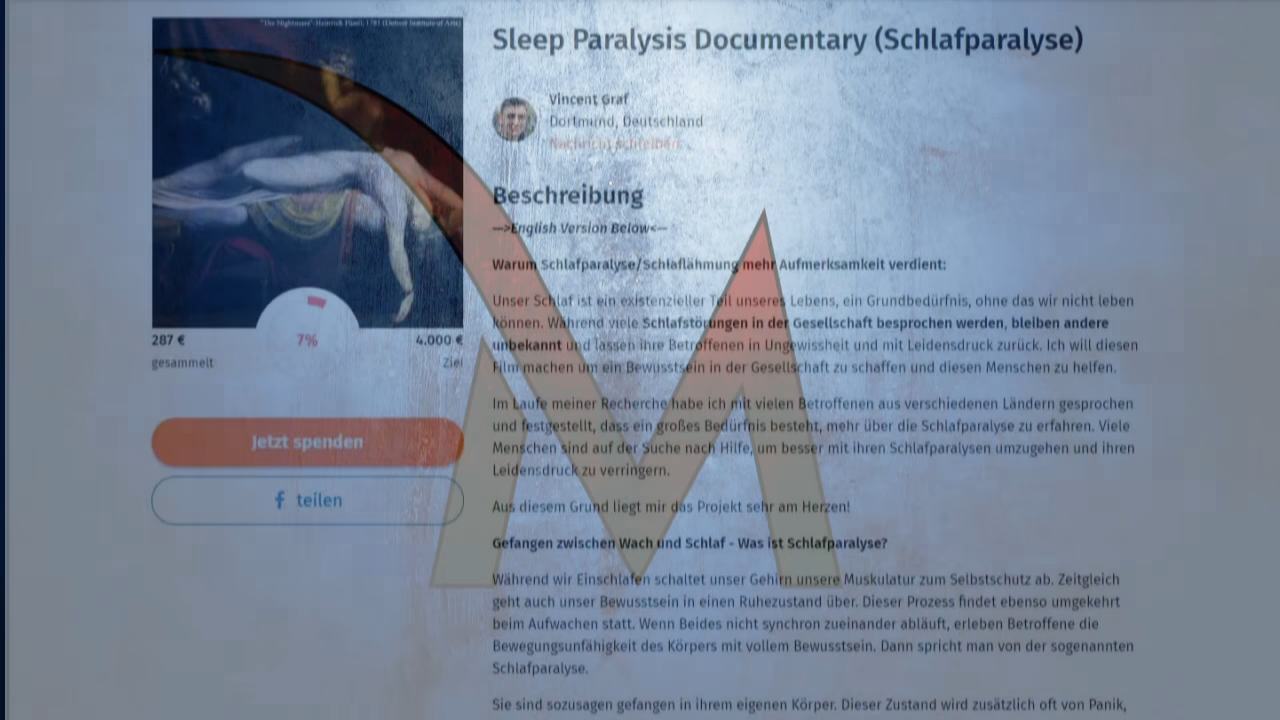 "The Nightmare" Heinrich Füseli, 1781 (Detroit Institute of Arts)
Sleep Paralysis Documentary (Schlafparalyse)
Vincent Graf
Dortmund, Deutschland
Nachricht schreiben
Beschreibung
—>English Version Below<—
Warum Schlafparalyse/Schlaflähmung mehr Aufmerksamkeit verdient:
Unser Schlaf ist ein existenzieller Teil unseres Lebens, ein Grundbedürfnis, ohne das wir nicht leben
können. Während viele Schlafstörungen in der Gesellschaft besprochen werden, bleiben andere
unbekannt und lassen ihre Betroffenen in Ungewissheit und mit Leidensdruck zurück. Ich will diesen
Film machen um ein Bewusstsein in der Gesellschaft zu schaffen und diesen Menschen zu helfen.
287 €
7%
4.000 €
gesammelt
Ziel
Im Laufe meiner Recherche habe ich mit vielen Betroffenen aus verschiedenen Ländern gesprochen
und festgestellt, dass ein großes Bedürfnis besteht, mehr über die Schlafparalyse zu erfahren. Viele
Menschen sind auf der Suche nach Hilfe, um besser mit ihren Schlafparalysen umzugehen und ihren
Leidensdruck zu verringern.
Jetzt spenden
f teilen
Aus diesem Grund liegt mir das Projekt sehr am Herzen!
Gefangen zwischen Wach und Schlaf - Was ist Schlafparalyse?
Während wir Einschlafen schaltet unser Gehirn unsere Muskulatur zum Selbstschutz ab. Zeitgleich
geht auch unser Bewusstsein in einen Ruhezustand über. Dieser Prozess findet ebenso umgekehrt
beim Aufwachen statt. Wenn Beides nicht synchron zueinander abläuft, erleben Betroffene die
Bewegungsunfähigkeit des Körpers mit vollem Bewusstsein. Dann spricht man von der sogenannten
Schlafparalyse.
Sie sind sozusagen gefangen in ihrem eigenen Körper. Dieser Zustand wird zusätzlich oft von Panik,
M